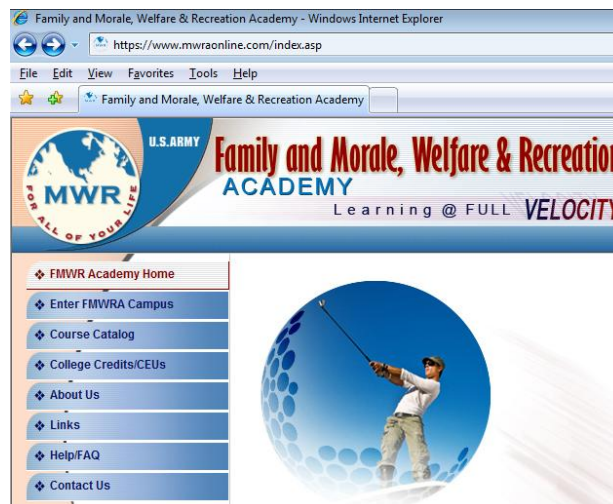 Family and Morale, Welfare & Recreation Academy - Windows Internet Explorer
https://www.mwraonline.com/index.asp
File Edit View Favorites Tools Help
Family and Morale, Welfare & Recreation Academy
U.S.ARMY
MWR
FOR ALL OF YOUR LIFE
Family and Morale, Welfare & Recreation
ACADEMY
Learning @ FULL VELOCITY
FMWR Academy Home
Enter FMWRA Campus
Course Catalog
College Credits/CEUs
About Us
Links
Help/FAQ
Contact Us